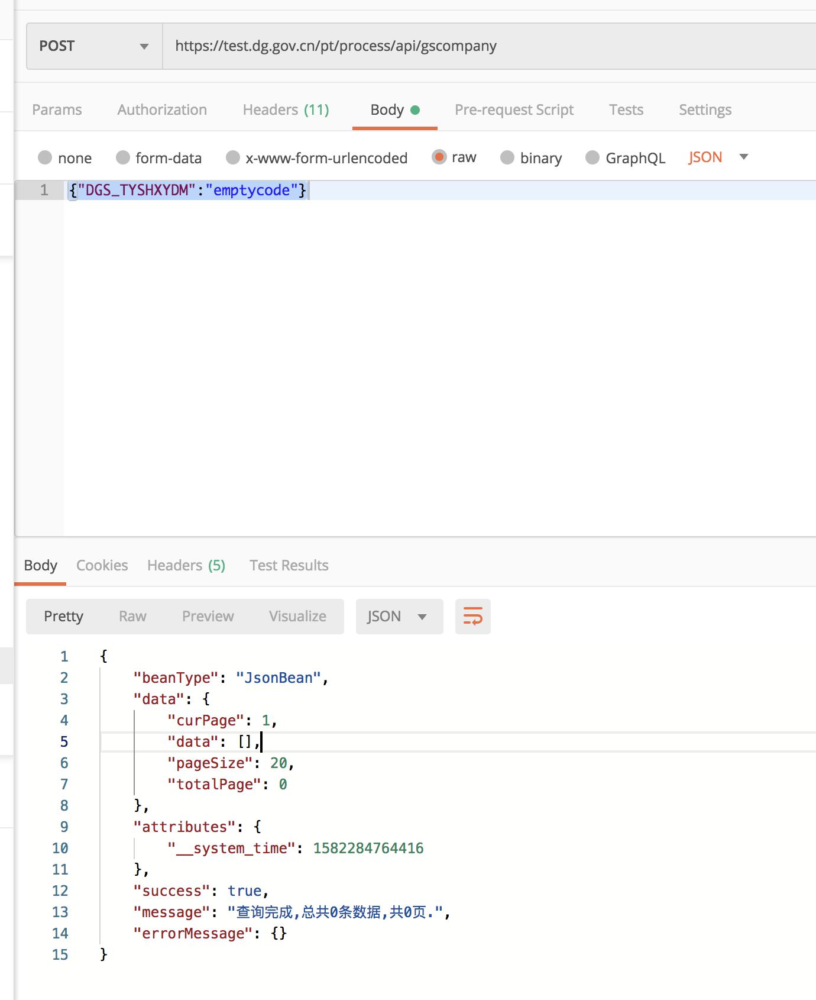 POST https://test.dg.gov.cn/pt/process/api/gscompany
Params Authorization Headers (11) Body Pre-request Script Tests Settings
none form-data x-www-form-urlencoded raw binary GraphQL JSON
1 {"DGS_TYSHXYDM":"emptycode"}
Body Cookies Headers (5) Test Results
Pretty Raw Preview Visualize JSON
1 {
2 "beanType": "JsonBean",
3 "data": {
4 "curPage": 1,
5 "data": [],
6 "pageSize": 20,
7 "totalPage": 0
8 },
9 "attributes": {
10 "__system_time": 1582284764416
11 },
12 "success": true,
13 "message": "查询完成,总共0条数据,共0页.",
14 "errorMessage": {}
15 }